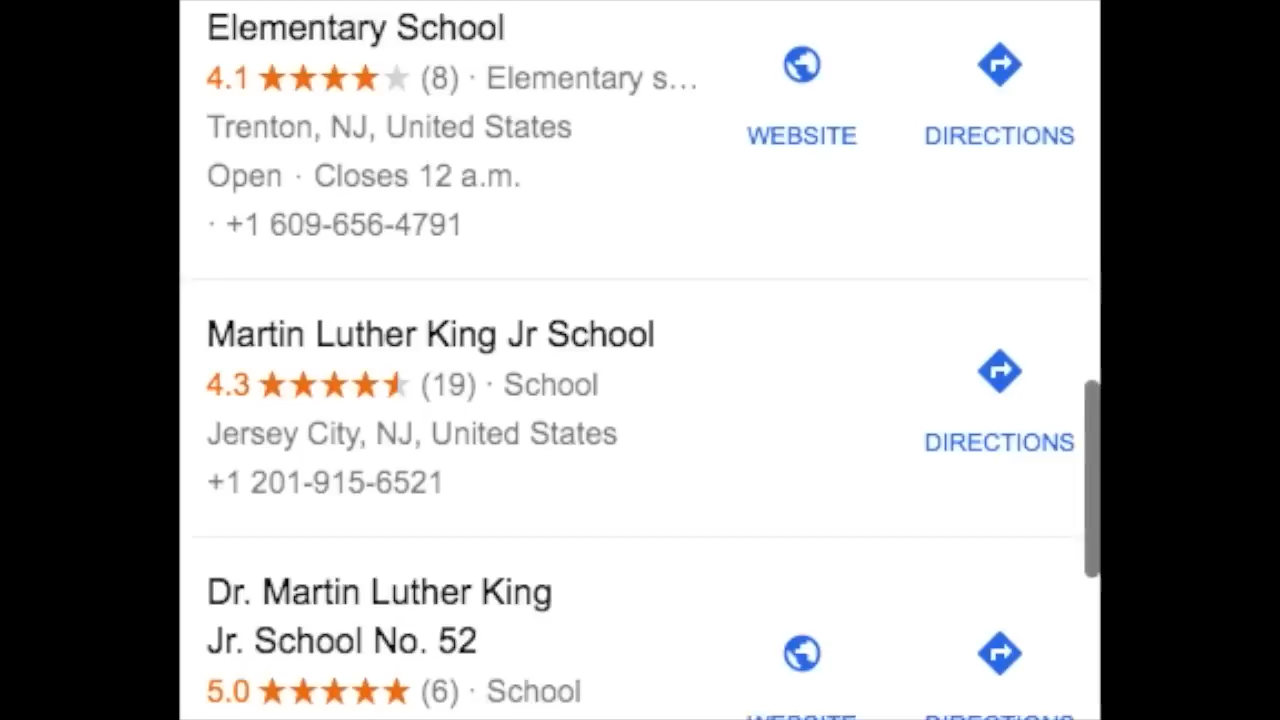 Elementary School
4.1 ★★★★★ (8) · Elementary s...
Trenton, NJ, United States
Open · Closes 12 a.m.
· +1 609-656-4791
WEBSITE
DIRECTIONS
Martin Luther King Jr School
4.3 ★★★★★ (19) · School
Jersey City, NJ, United States
+1 201-915-6521
DIRECTIONS
Dr. Martin Luther King
Jr. School No. 52
5.0 ★★★★★ (6) · School
WEBSITE
DIRECTIONS